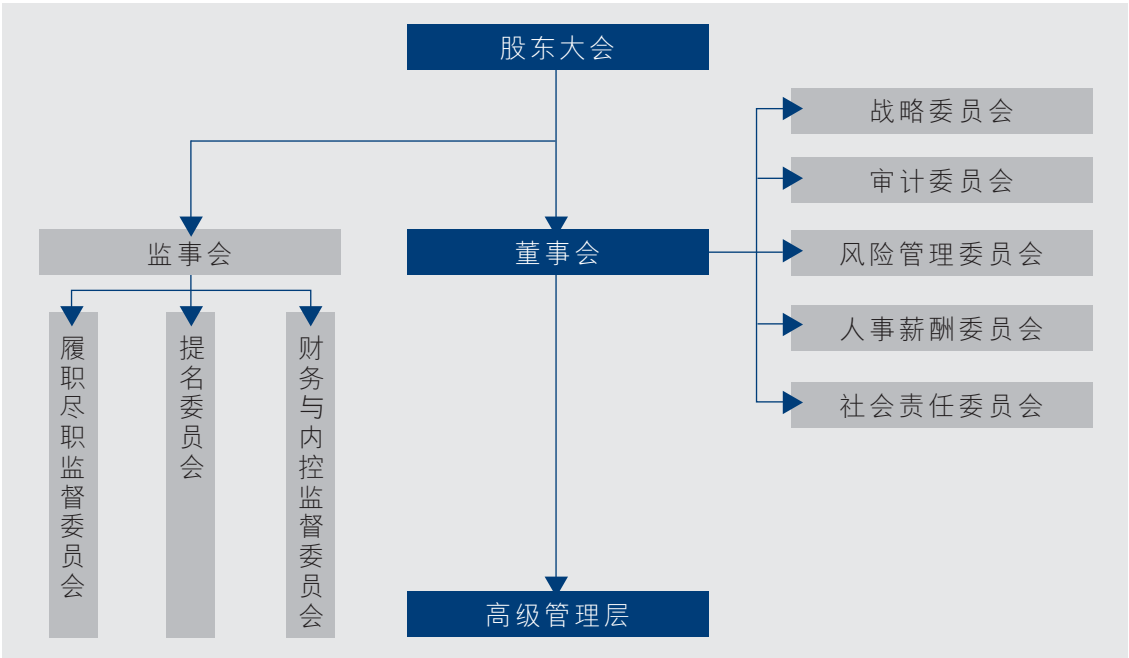 股东大会
战略委员会
审计委员会
监事会
董事会
风险管理委员会
人事薪酬委员会
社会责任委员会
履职尽职监督委员会
提名委员会
财务与内控监督委员会
高级管理层